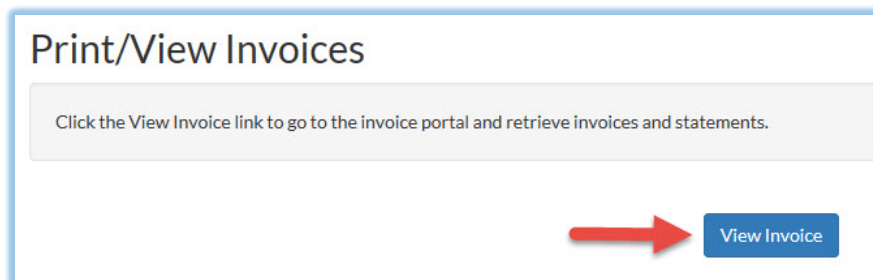 Print/View Invoices
Click the View Invoice link to go to the invoice portal and retrieve invoices and statements.
View Invoice